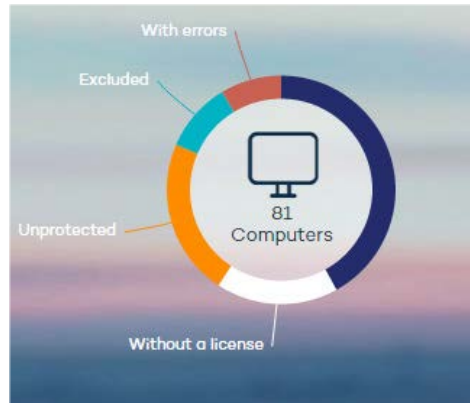 With errors
Excluded
81
Computers
Unprotected
Without a license